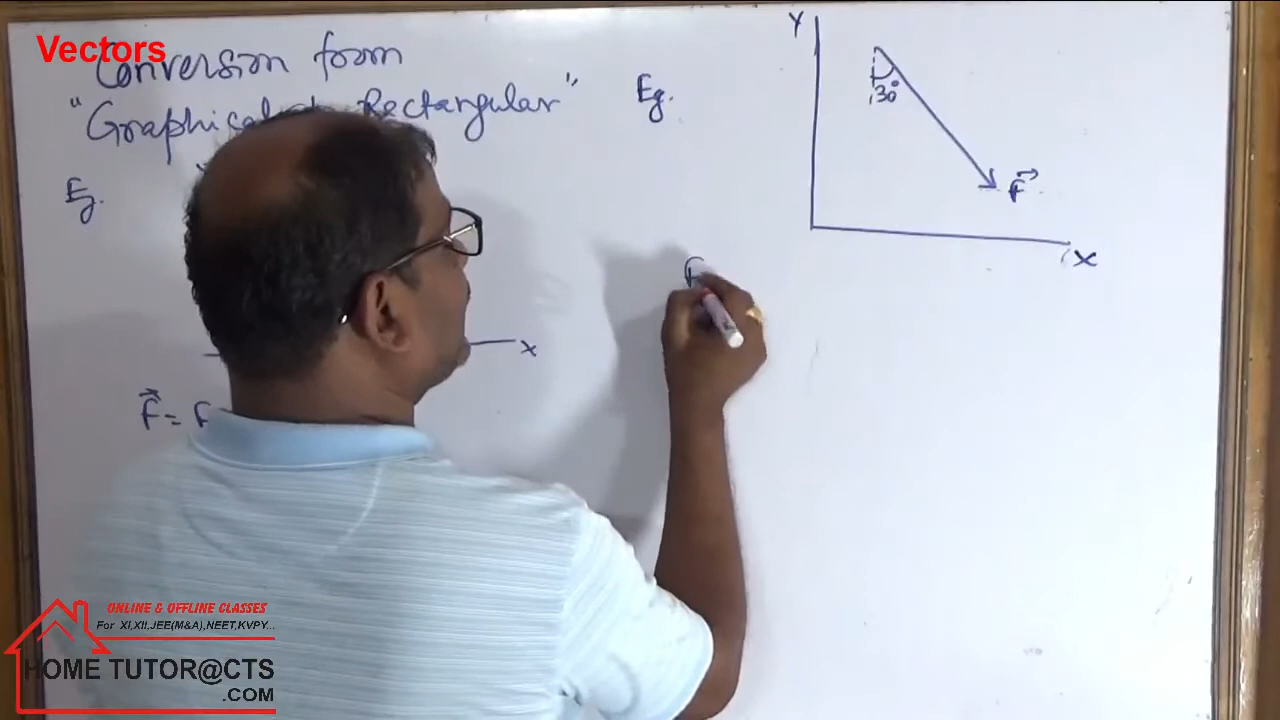 Vectors
Conversion form
"Graphical Rectangular"
Eg.
x
F = F
Eg.
Y
30°
F
X
ONLINE & OFFLINE CLASSES
For XI,XII,JEE(M&A),NEET,KVPY...
HOME TUTOR@CTS
.COM